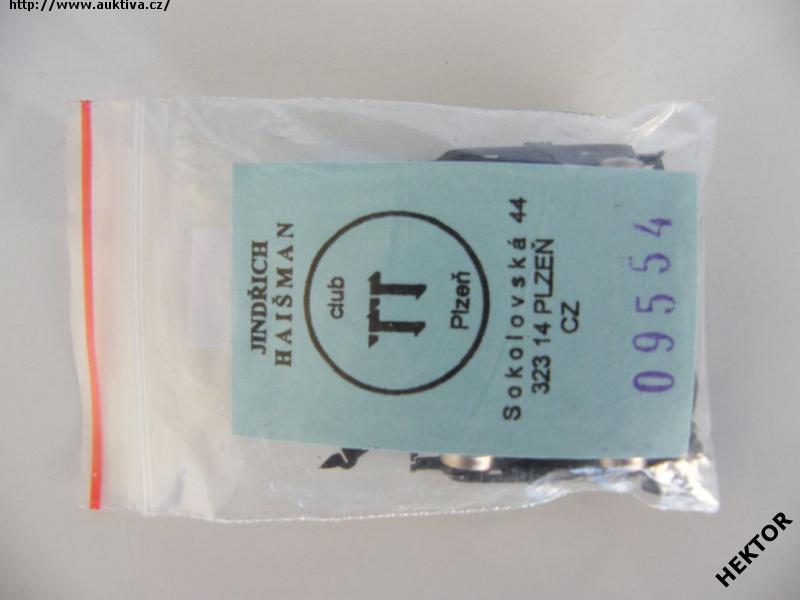 http://www.auktiva.cz/
JINDŘICH
HAIŠMAN
club
TT
Plzeň
Sokolovská 44
323 14 PLZEŇ
CZ
09554
HEKTOR